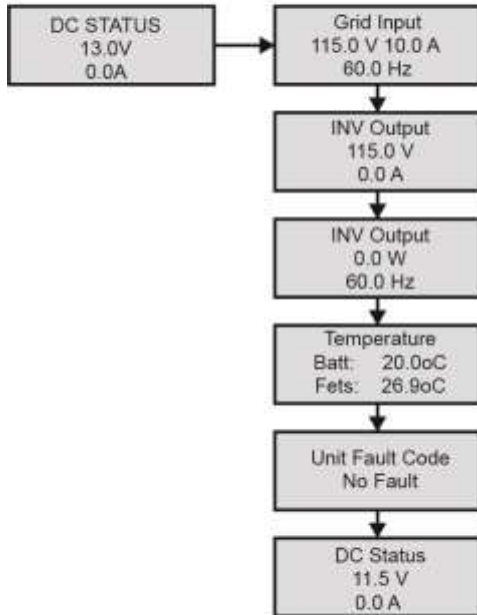 DC STATUS
13.0V
0.0A
Grid Input
115.0 V 10.0 A
60.0 Hz
INV Output
115.0 V
0.0 A
INV Output
0.0 W
60.0 Hz
Temperature
Batt: 20.0oC
Fets: 26.9oC
Unit Fault Code
No Fault
DC Status
11.5 V
0.0 A